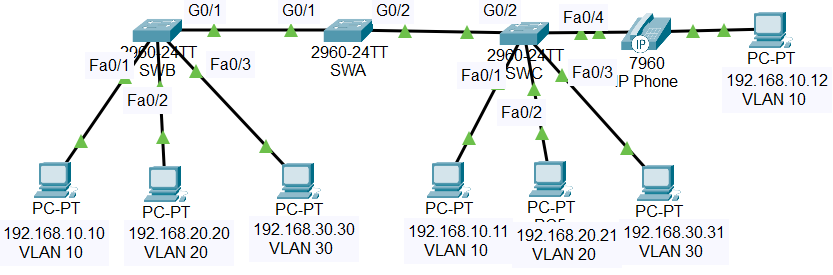 G0/1
G0/1
G0/2
G0/2
Fa0/4
2960-24TT
SWB
2960-24TT
SWA
2960-24TT
SWC
IP
7960
IP Phone
PC-PT
192.168.10.12
VLAN 10
Fa0/1
Fa0/2
Fa0/3
Fa0/1
Fa0/2
Fa0/3
PC-PT
192.168.10.10
VLAN 10
PC-PT
192.168.20.20
VLAN 20
PC-PT
192.168.30.30
VLAN 30
PC-PT
192.168.10.11
VLAN 10
PC-PT
192.168.20.21
VLAN 20
PC-PT
192.168.30.31
VLAN 30